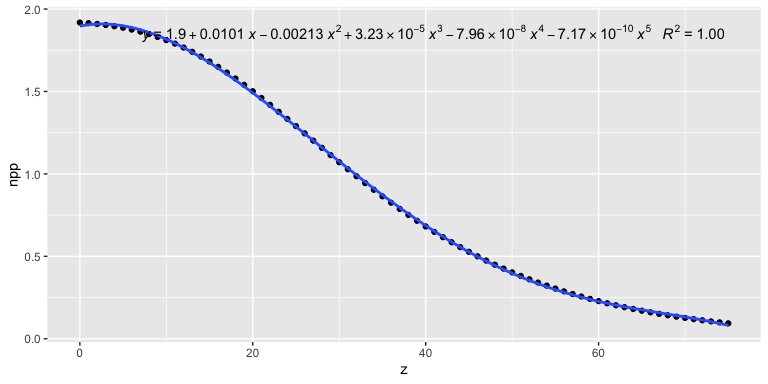 2.0
y = 1.9 + 0.0101 x − 0.00213 x² + 3.23 × 10⁻⁵ x³ − 7.96 × 10⁻⁸ x⁴ − 7.17 × 10⁻¹⁰ x⁵ R² = 1.00
1.5
1.0
npp
0.5
0.0
0 20 40 60
z